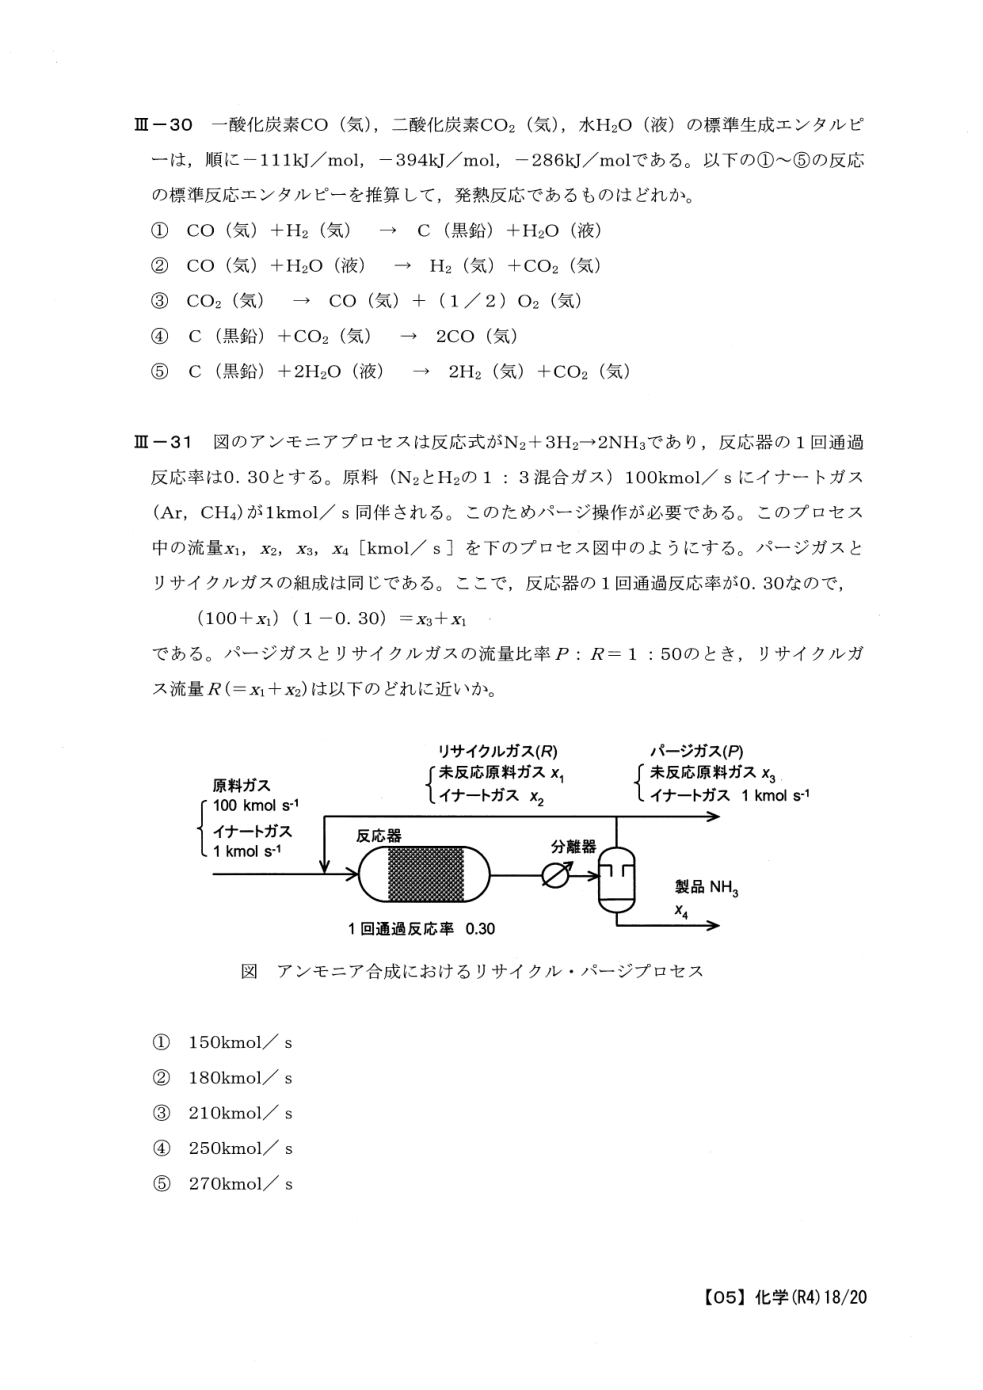 Ⅲ－30　一酸化炭素CO（気），二酸化炭素CO₂（気），水H₂O（液）の標準生成エンタルピ
ーは，順に－111kJ／mol，－394kJ／mol，－286kJ／molである。以下の①～⑤の反応
の標準反応エンタルピーを推算して，発熱反応であるものはどれか。
①　CO（気）＋H₂（気）　→　C（黒鉛）＋H₂O（液）
②　CO（気）＋H₂O（液）　→　H₂（気）＋CO₂（気）
③　CO₂（気）　→　CO（気）＋（１／２）O₂（気）
④　C（黒鉛）＋CO₂（気）　→　2CO（気）
⑤　C（黒鉛）＋2H₂O（液）　→　2H₂（気）＋CO₂（気）
Ⅲ－31　図のアンモニアプロセスは反応式がN₂＋3H₂→2NH₃であり，反応器の１回通過
反応率は0.30とする。原料（N₂とH₂の１：３混合ガス）100kmol／ｓにイナートガス
(Ar，CH₄)が1kmol／ｓ同伴される。このためパージ操作が必要である。このプロセス
中の流量x₁，x₂，x₃，x₄［kmol／ｓ］を下のプロセス図中のようにする。パージガスと
リサイクルガスの組成は同じである。ここで，反応器の１回通過反応率が0.30なので，
(100＋x₁)(１－0.30)＝x₃＋x₁
である。パージガスとリサイクルガスの流量比率P：R＝１：50のとき，リサイクルガ
ス流量R(＝x₁＋x₂)は以下のどれに近いか。
リサイクルガス(R)
未反応原料ガス x₁
イナートガス x₂
パージガス(P)
未反応原料ガス x₃
イナートガス 1 kmol s⁻¹
原料ガス
100 kmol s⁻¹
イナートガス
1 kmol s⁻¹
反応器
分離器
製品 NH₃
x₄
１回通過反応率 0.30
図　アンモニア合成におけるリサイクル・パージプロセス
①　150kmol／ｓ
②　180kmol／ｓ
③　210kmol／ｓ
④　250kmol／ｓ
⑤　270kmol／ｓ
【05】化学(R4)18/20